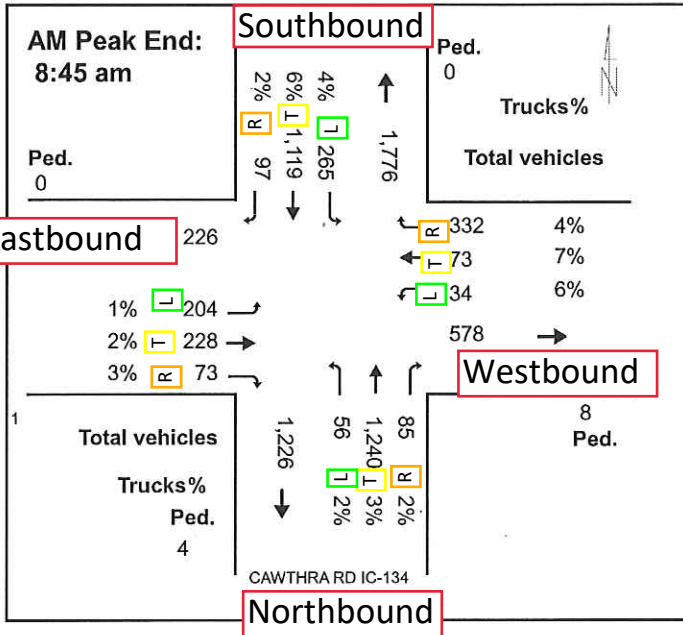 Southbound
AM Peak End:
8:45 am
Ped.
0
Trucks%
Total vehicles
Ped.
0
2% 6% 4%
R T L
97 1,119 265 1,776
astbound 226
R 332 4%
T 73 7%
L 34 6%
1% L 204
2% T 228
3% R 73
578
Westbound
1
8
Ped.
Total vehicles
Trucks%
Ped.
4
1,226 56 1,240 85
L T R
2% 3% 2%
CAWTHRA RD IC-134
Northbound
N